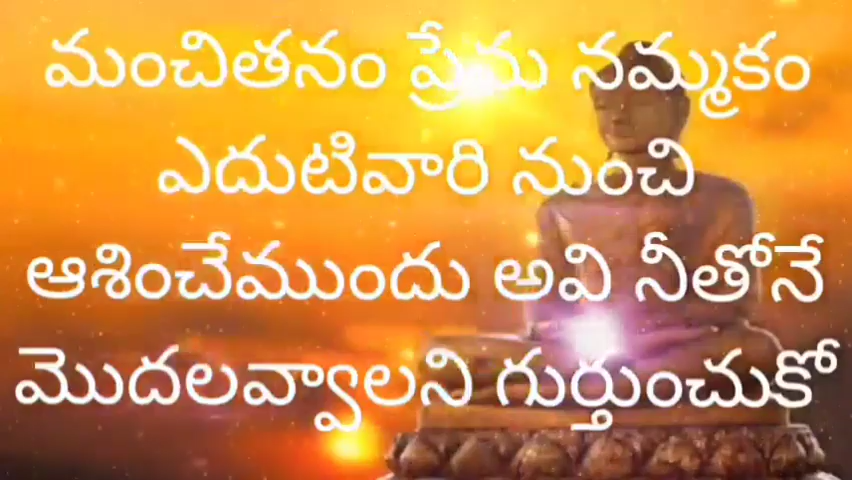 మంచితనం ప్రేమ నమ్మకం
ఎదుటివారి నుంచి
ఆశించేముందు అవి నీతోనే
మొదలవ్వాలని గుర్తుంచుకో